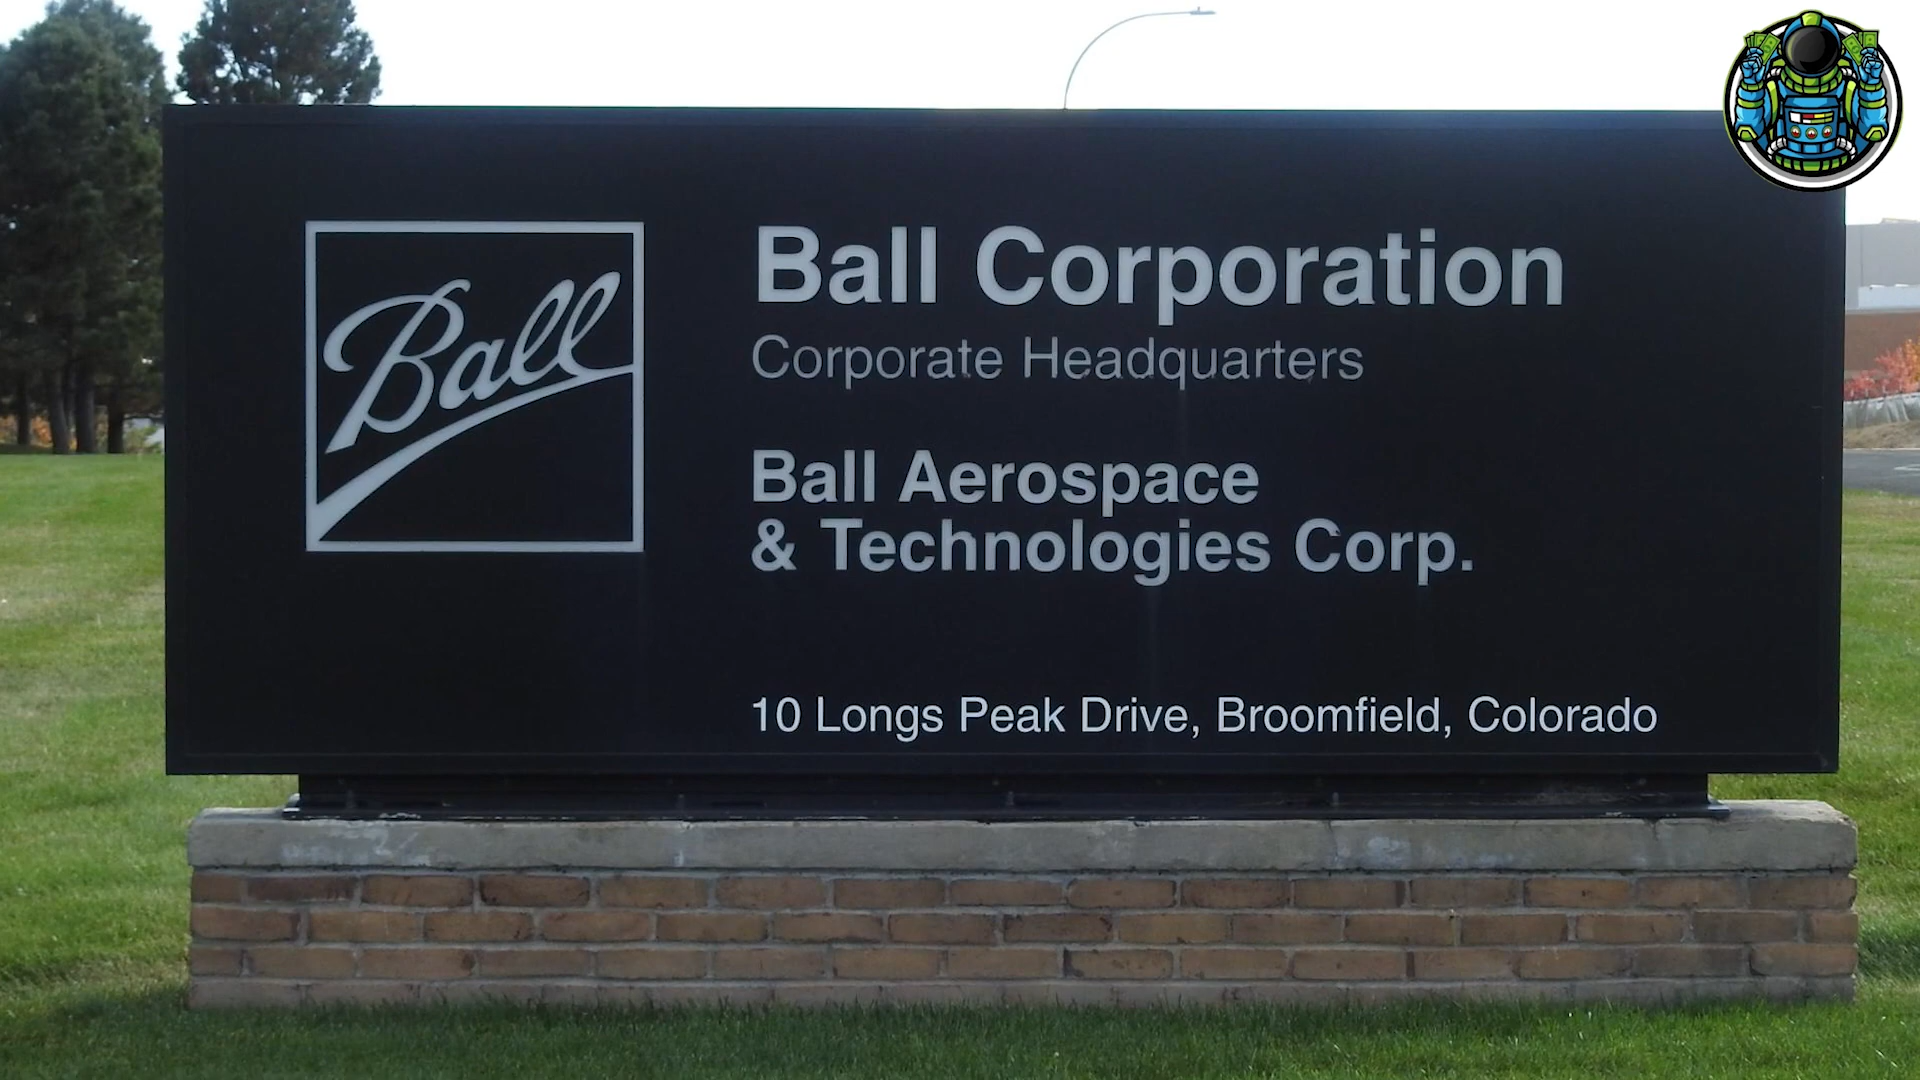 Ball
Ball Corporation
Corporate Headquarters
Ball Aerospace
& Technologies Corp.
10 Longs Peak Drive, Broomfield, Colorado